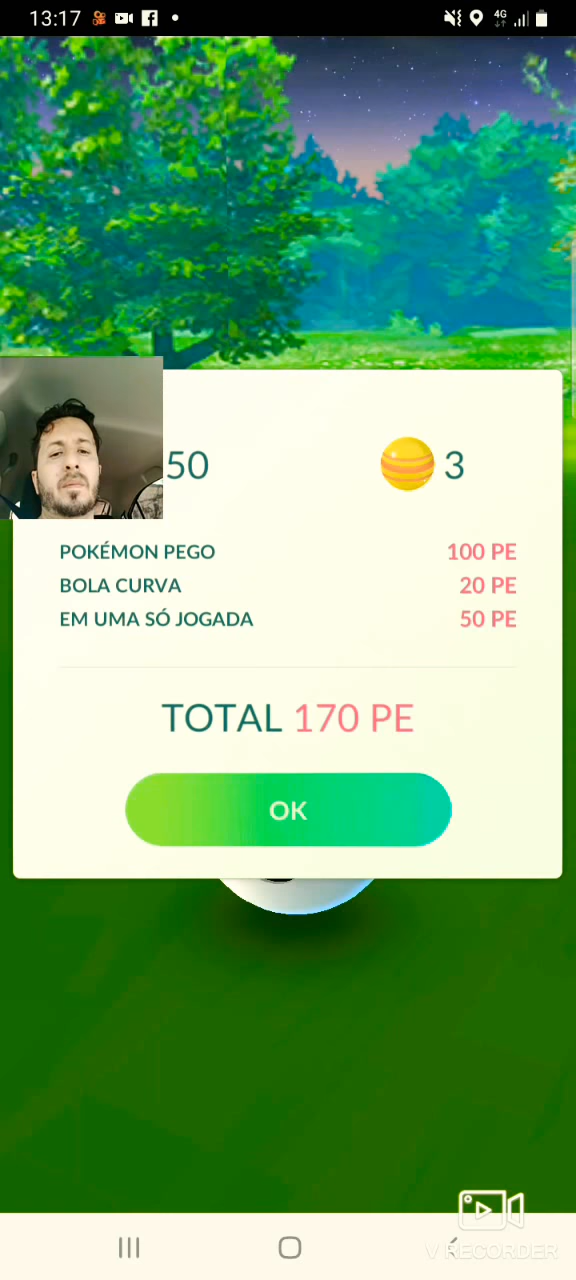 13:17
4G
50
3
POKÉMON PEGO 100 PE
BOLA CURVA 20 PE
EM UMA SÓ JOGADA 50 PE
TOTAL 170 PE
OK
V RECORDER